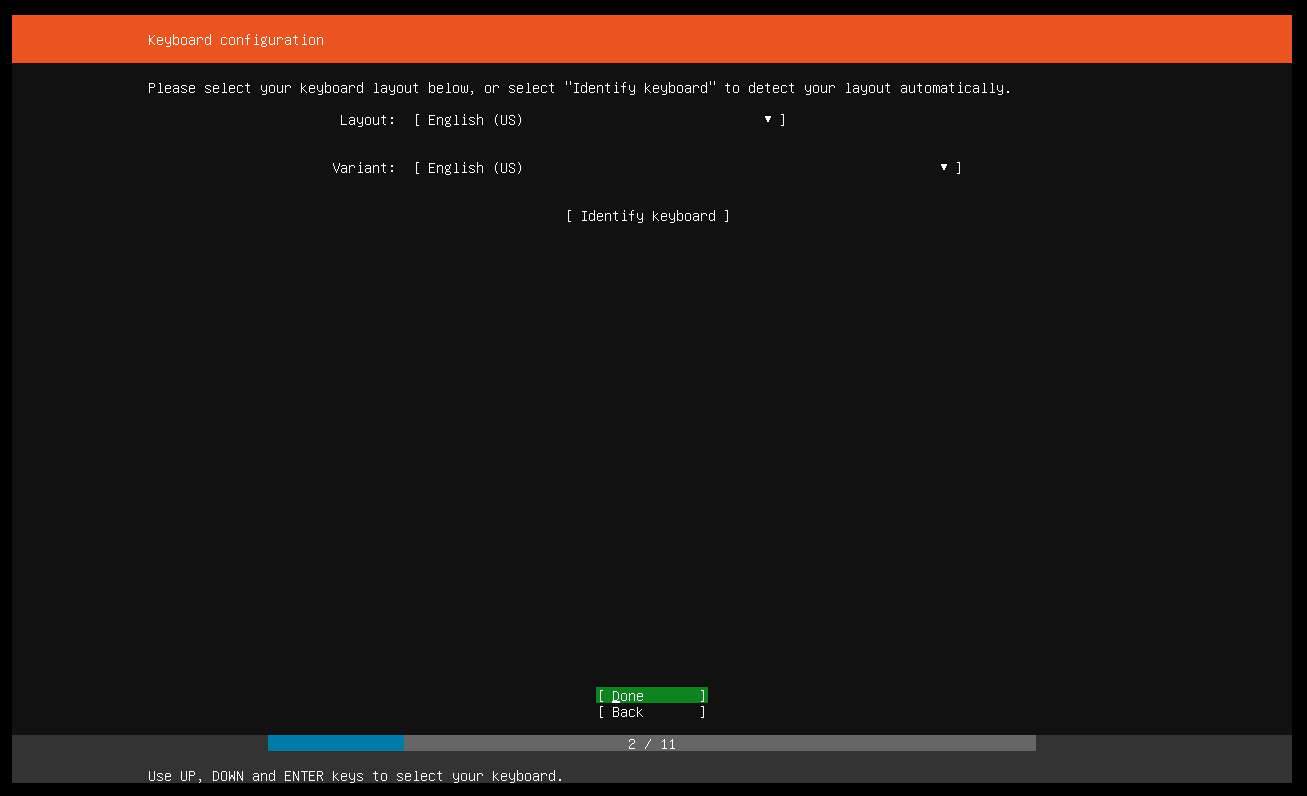 Keyboard configuration
Please select your keyboard layout below, or select "Identify keyboard" to detect your layout automatically.
Layout: [ English (US) ▼ ]
Variant: [ English (US) ▼ ]
[ Identify keyboard ]
[ Done ]
[ Back ]
2 / 11
Use UP, DOWN and ENTER keys to select your keyboard.